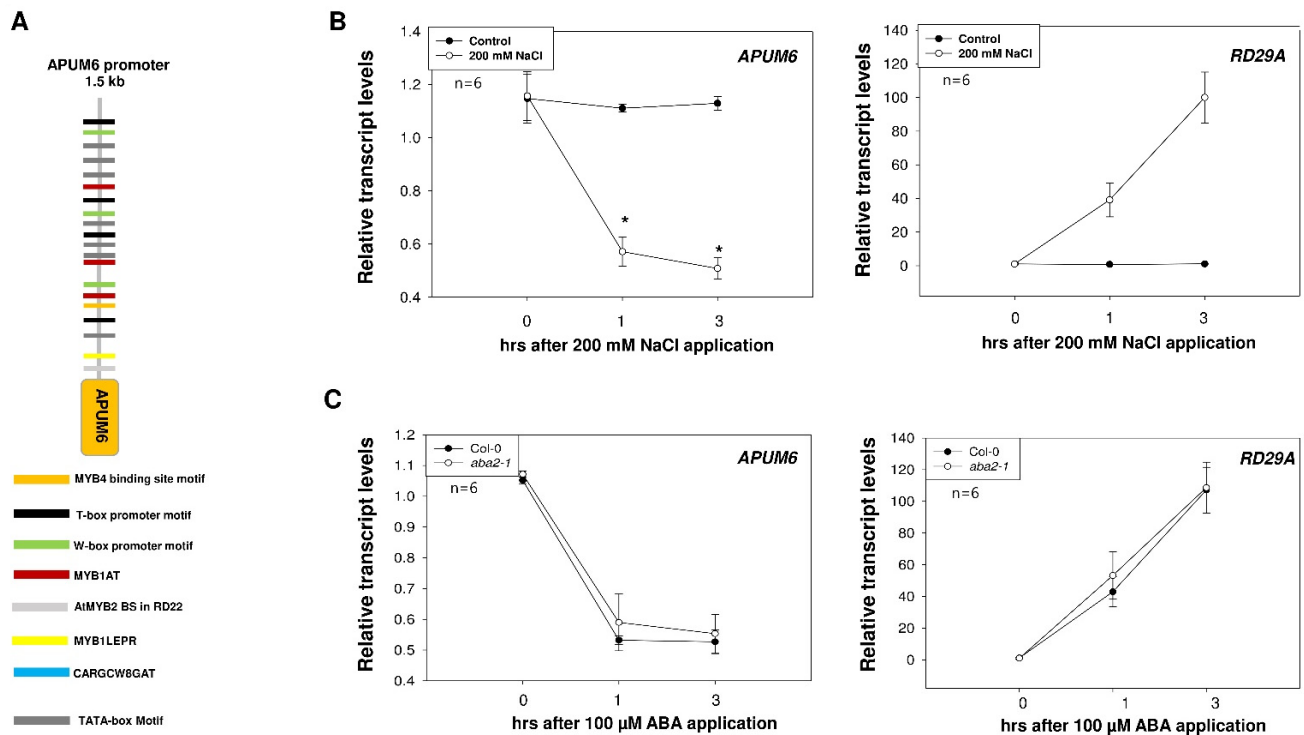 A
APUM6 promoter
1.5 kb
APUM6
MYB4 binding site motif
T-box promoter motif
W-box promoter motif
MYB1AT
AtMYB2 BS in RD22
MYB1LEPR
CARGCW8GAT
TATA-box Motif
B
Relative transcript levels
1.4
1.2
1.0
0.8
0.6
0.4
Control
200 mM NaCl
n=6
APUM6
*
*
0 1 3
hrs after 200 mM NaCl application
Relative transcript levels
140
120
100
80
60
40
20
0
Control
200 mM NaCl
n=6
RD29A
0 1 3
hrs after 200 mM NaCl application
C
Relative transcript levels
1.2
1.1
1.0
0.9
0.8
0.7
0.6
0.5
0.4
Col-0
aba2-1
n=6
APUM6
0 1 3
hrs after 100 µM ABA application
Relative transcript levels
140
120
100
80
60
40
20
0
Col-0
aba2-1
n=6
RD29A
0 1 3
hrs after 100 µM ABA application